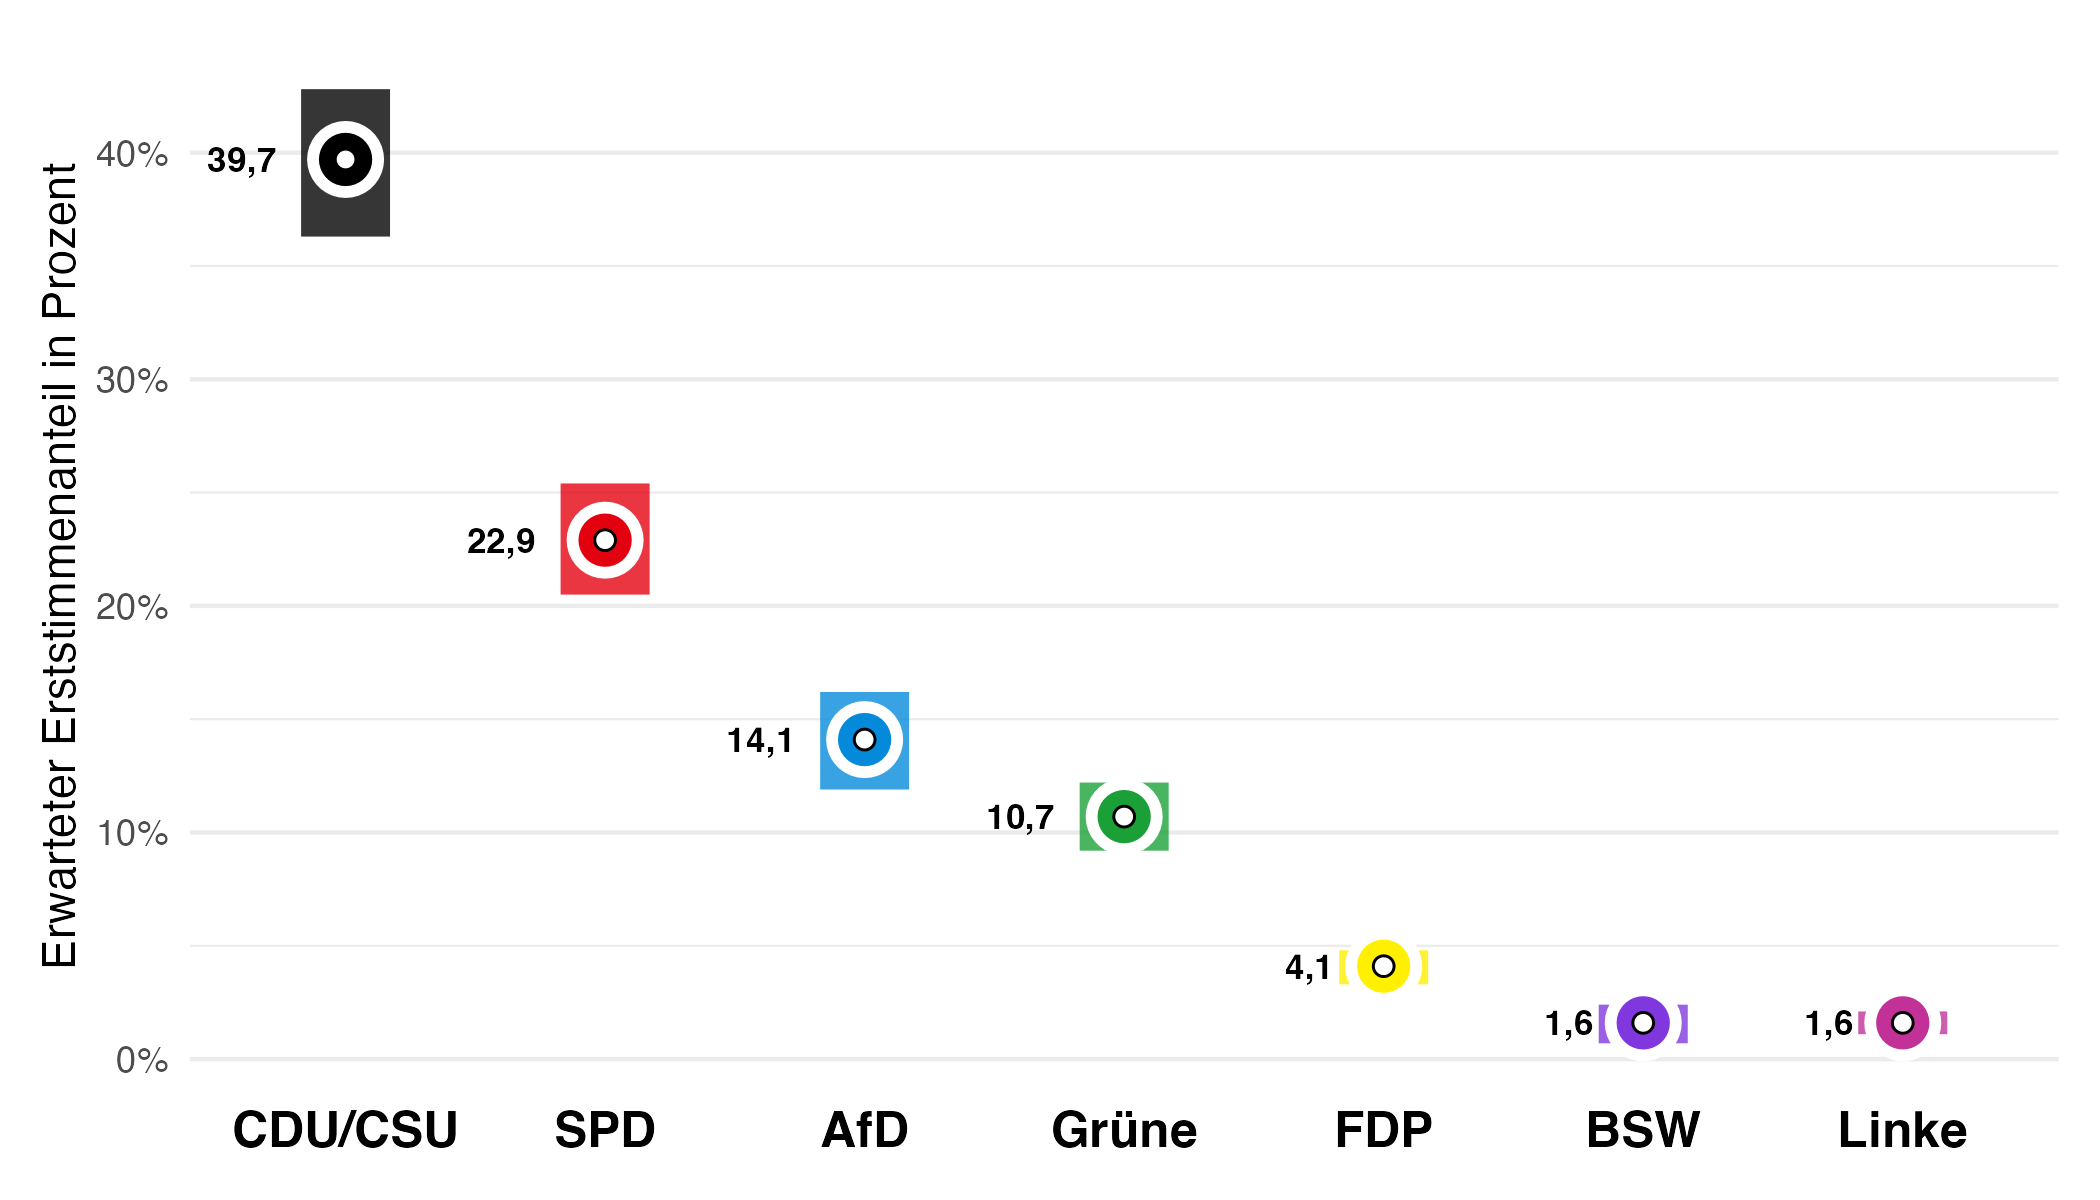 Erwarteter Erststimmenanteil in Prozent
40%
30%
20%
10%
0%
39,7
22,9
14,1
10,7
4,1
1,6
1,6
CDU/CSU
SPD
AfD
Grüne
FDP
BSW
Linke